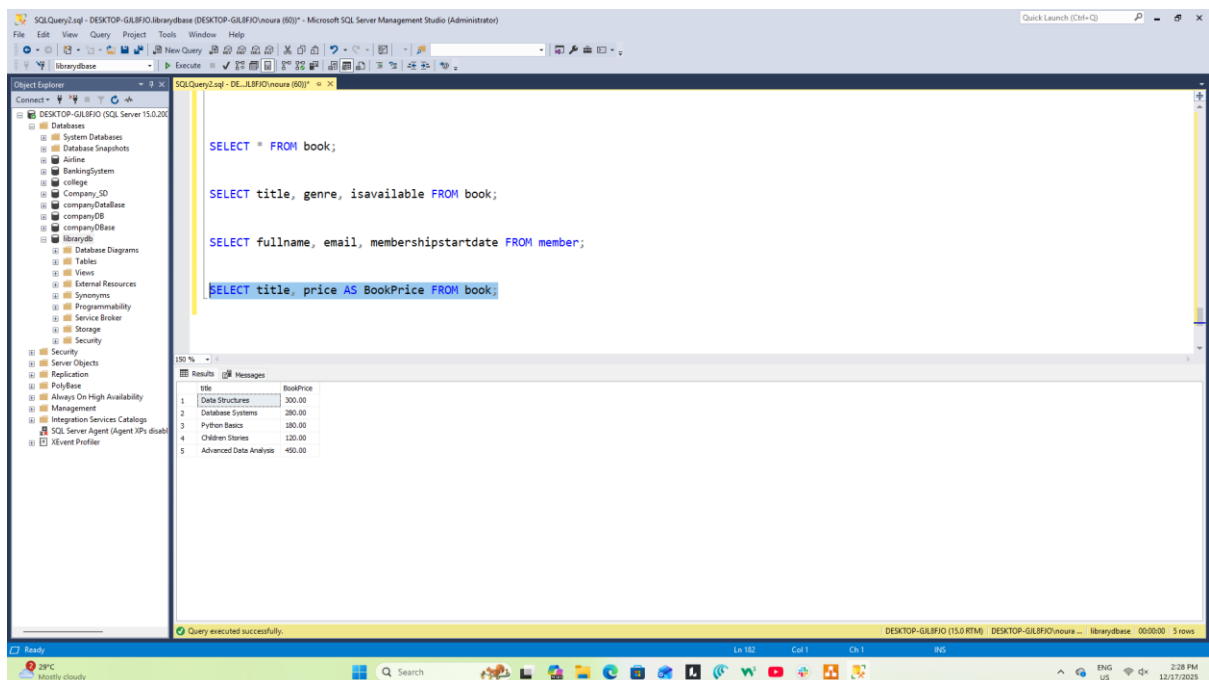 SQLQuery2.sql - DESKTOP-GJL8FJO.librarydbase (DESKTOP-GJL8FJO\noura (60))* - Microsoft SQL Server Management Studio (Administrator)
Quick Launch (Ctrl+Q)
File Edit View Query Project Tools Window Help
New Query
librarydbase
Execute
Object Explorer
SQLQuery2.sql - DE...JL8FJO\noura (60))*
Connect
DESKTOP-GJL8FJO (SQL Server 15.0.200
Databases
System Databases
Database Snapshots
Airline
BankingSystem
college
Company_SD
companyDataBase
companyDB
companyDBase
librarydb
Database Diagrams
Tables
Views
External Resources
Synonyms
Programmability
Service Broker
Storage
Security
Security
Server Objects
Replication
PolyBase
Always On High Availability
Management
Integration Services Catalogs
SQL Server Agent (Agent XPs disabl
XEvent Profiler
SELECT * FROM book;
SELECT title, genre, isavailable FROM book;
SELECT fullname, email, membershipstartdate FROM member;
SELECT title, price AS BookPrice FROM book;
150 %
Results Messages
title BookPrice
1 Data Structures 300.00
2 Database Systems 280.00
3 Python Basics 180.00
4 Children Stories 120.00
5 Advanced Data Analysis 450.00
Query executed successfully.
DESKTOP-GJL8FJO (15.0 RTM) DESKTOP-GJL8FJO\noura ... librarydbase 00:00:00 5 rows
Ready
Ln 182 Col 1 Ch 1 INS
29°C
Mostly cloudy
Search
ENG
US
2:28 PM
12/17/2025